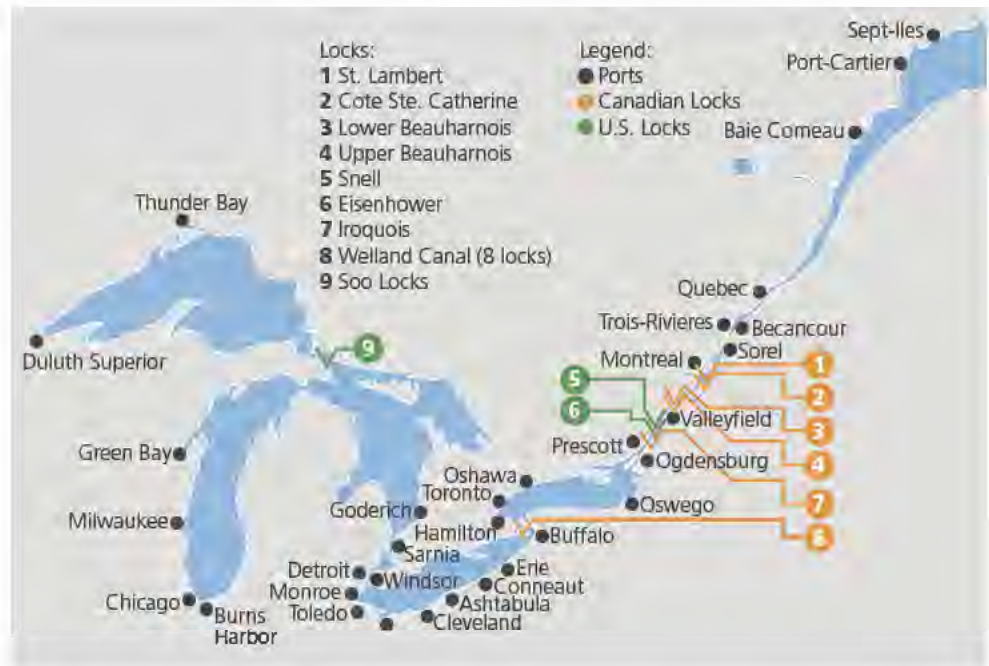 Locks:
1 St. Lambert
2 Cote Ste. Catherine
3 Lower Beauharnois
4 Upper Beauharnois
5 Snell
6 Eisenhower
7 Iroquois
8 Welland Canal (8 locks)
9 Soo Locks
Legend:
Ports
Canadian Locks
U.S. Locks
Sept-Iles
Port-Cartier
Baie Comeau
Thunder Bay
Quebec
Trois-Rivieres
Becancour
Duluth Superior
9
Sorel
Montreal
1
5
2
6
Valleyfield
3
Green Bay
Prescott
Ogdensburg
4
Oshawa
Toronto
7
Milwaukee
Goderich
Oswego
Hamilton
Buffalo
8
Sarnia
Detroit
Windsor
Erie
Monroe
Conneaut
Chicago
Toledo
Ashtabula
Burns
Harbor
Cleveland